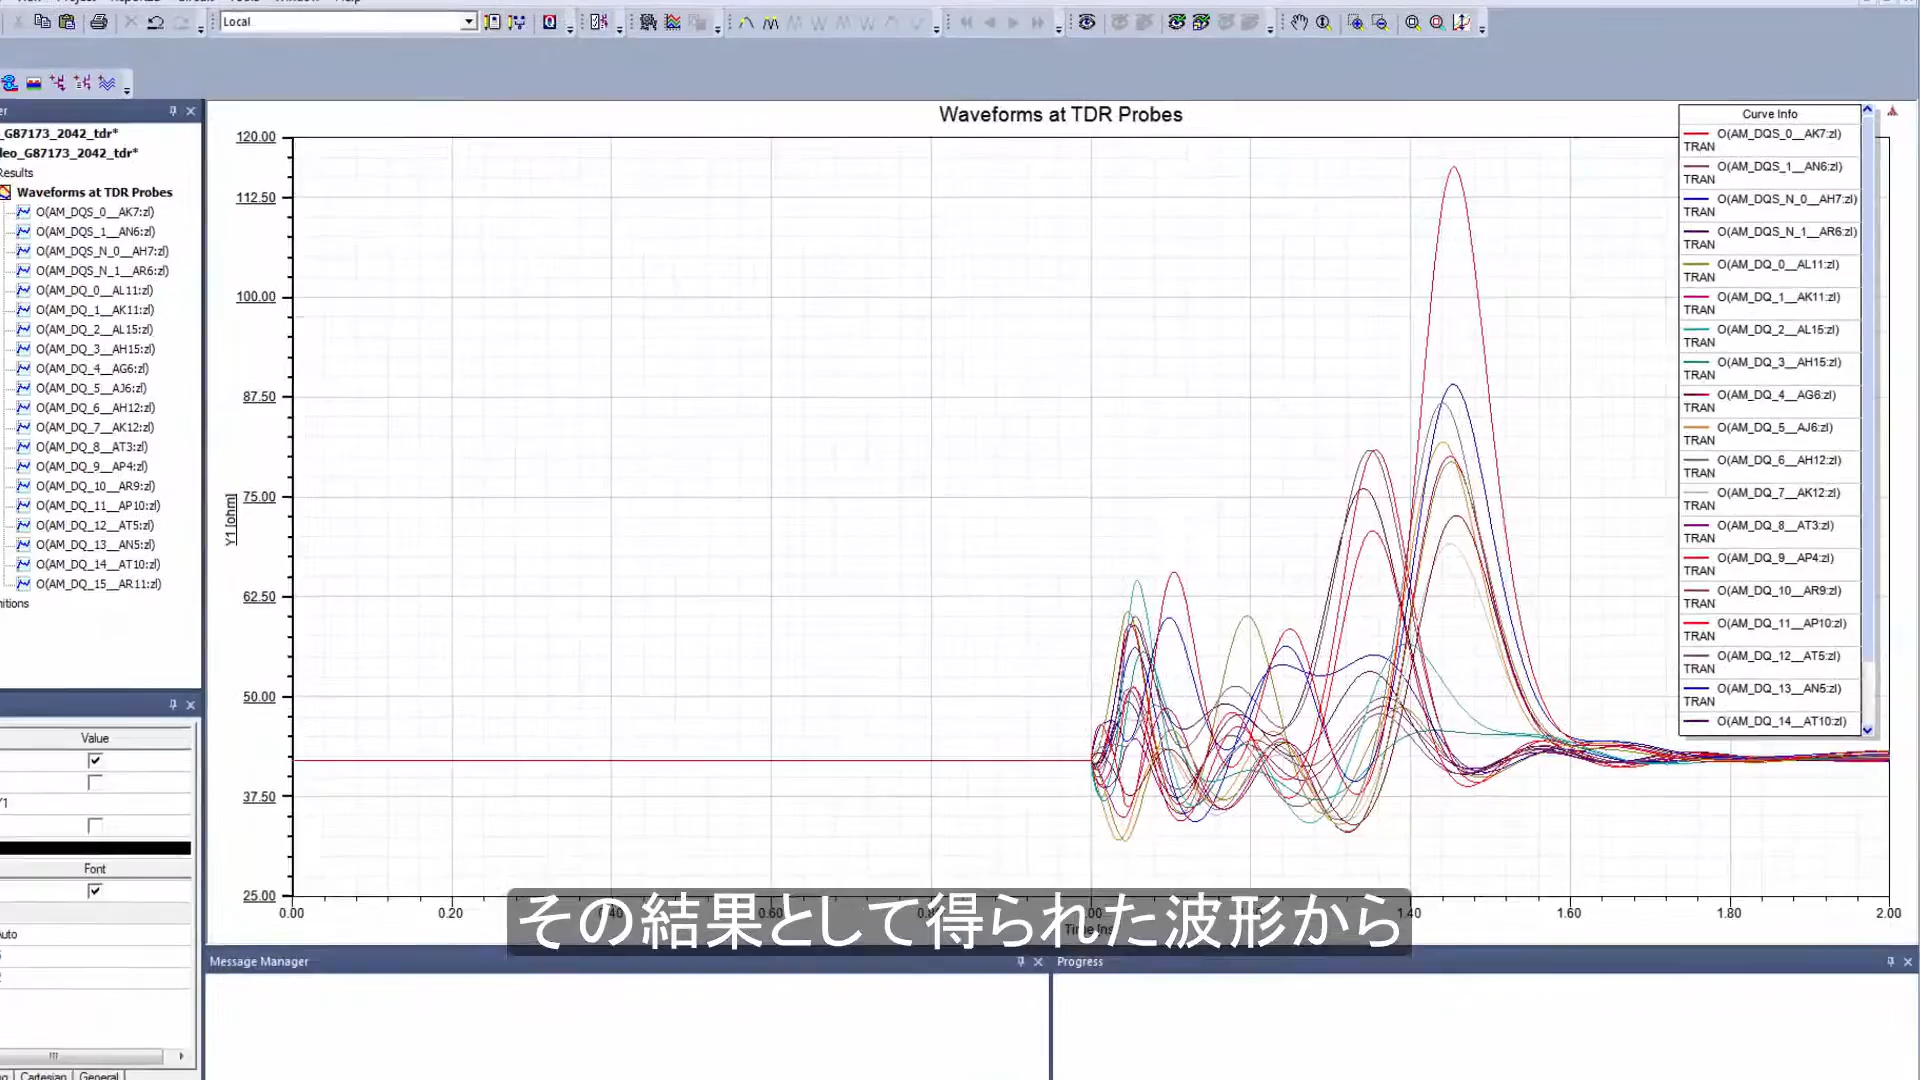 Local
_G87173_2042_tdr*
leo_G87173_2042_tdr*
Results
Waveforms at TDR Probes
O(AM_DQS_0__AK7:zl)
O(AM_DQS_1__AN6:zl)
O(AM_DQS_N_0__AH7:zl)
O(AM_DQS_N_1__AR6:zl)
O(AM_DQ_0__AL11:zl)
O(AM_DQ_1__AK11:zl)
O(AM_DQ_2__AL15:zl)
O(AM_DQ_3__AH15:zl)
O(AM_DQ_4__AG6:zl)
O(AM_DQ_5__AJ6:zl)
O(AM_DQ_6__AH12:zl)
O(AM_DQ_7__AK12:zl)
O(AM_DQ_8__AT3:zl)
O(AM_DQ_9__AP4:zl)
O(AM_DQ_10__AR9:zl)
O(AM_DQ_11__AP10:zl)
O(AM_DQ_12__AT5:zl)
O(AM_DQ_13__AN5:zl)
O(AM_DQ_14__AT10:zl)
O(AM_DQ_15__AR11:zl)
nitions
Value
Y1
Font
Auto
Cartesian General
Waveforms at TDR Probes
120.00
112.50
100.00
87.50
75.00
62.50
50.00
37.50
25.00
Y1 [ohm]
0.00 0.20 0.60 1.40 1.60 1.80 2.00
Curve Info
O(AM_DQS_0__AK7:zl)
TRAN
O(AM_DQS_1__AN6:zl)
TRAN
O(AM_DQS_N_0__AH7:zl)
TRAN
O(AM_DQS_N_1__AR6:zl)
TRAN
O(AM_DQ_0__AL11:zl)
TRAN
O(AM_DQ_1__AK11:zl)
TRAN
O(AM_DQ_2__AL15:zl)
TRAN
O(AM_DQ_3__AH15:zl)
TRAN
O(AM_DQ_4__AG6:zl)
TRAN
O(AM_DQ_5__AJ6:zl)
TRAN
O(AM_DQ_6__AH12:zl)
TRAN
O(AM_DQ_7__AK12:zl)
TRAN
O(AM_DQ_8__AT3:zl)
TRAN
O(AM_DQ_9__AP4:zl)
TRAN
O(AM_DQ_10__AR9:zl)
TRAN
O(AM_DQ_11__AP10:zl)
TRAN
O(AM_DQ_12__AT5:zl)
TRAN
O(AM_DQ_13__AN5:zl)
TRAN
O(AM_DQ_14__AT10:zl)
その結果として得られた波形から
Message Manager
Progress